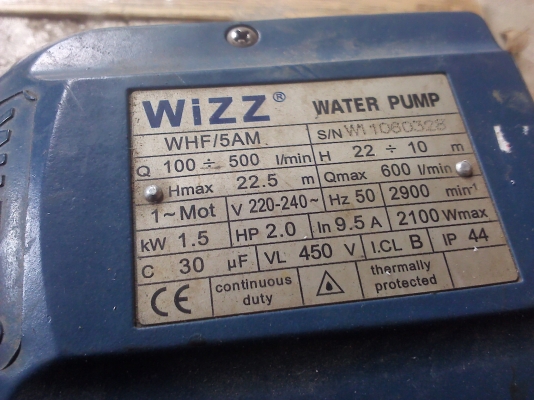 WiZZ® WATER PUMP
WHF/5AM S/N WI1060328
Q 100 ÷ 500 l/min H 22 ÷ 10 m
Hmax 22.5 m Qmax 600 l/min
1~Mot V 220-240~ Hz 50 2900 min-1
kW 1.5 HP 2.0 In 9.5 A 2100 Wmax
C 30 µF VL 450 V I.CL B IP 44
CE continuous duty thermally protected